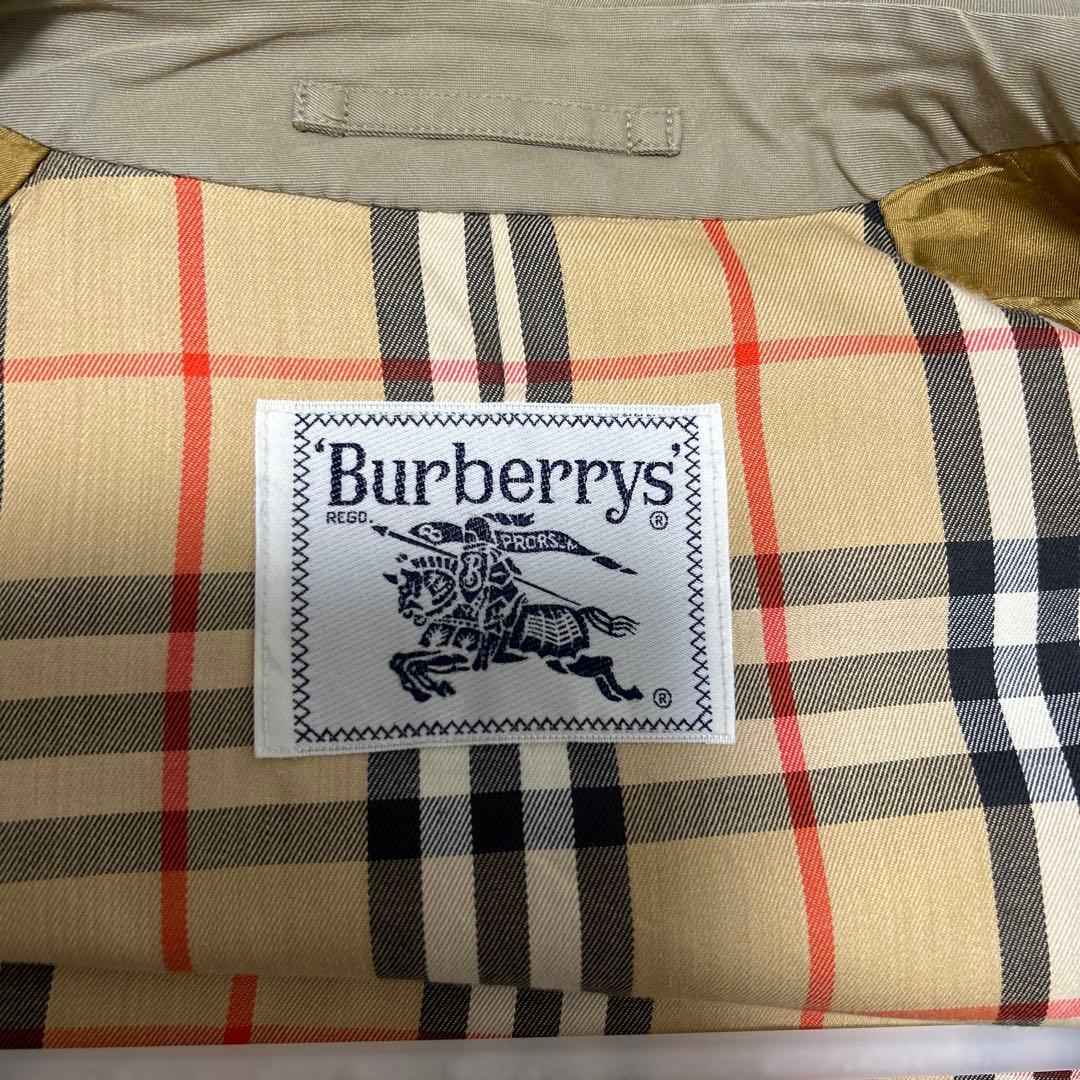 'Burberrys'
REGD. ®
B PRORSUM
B
®